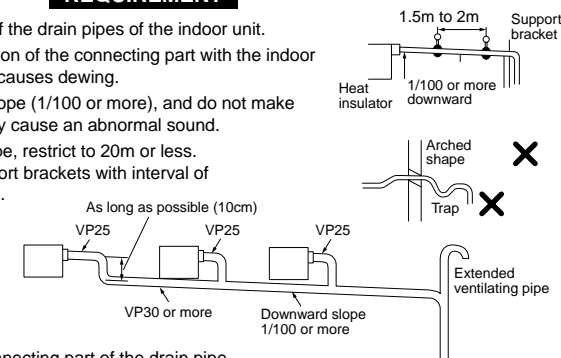 REQUIREMENT
f the drain pipes of the indoor unit.
ion of the connecting part with the indoor
causes dewing.
ope (1/100 or more), and do not make
y cause an abnormal sound.
pe, restrict to 20m or less.
ort brackets with interval of
.
1.5m to 2m
Support
bracket
Heat
insulator
1/100 or more
downward
Arched
shape
Trap
As long as possible (10cm)
VP25
VP25
VP25
Extended
ventilating pipe
VP30 or more
Downward slope
1/100 or more
nnecting part of the drain pipe